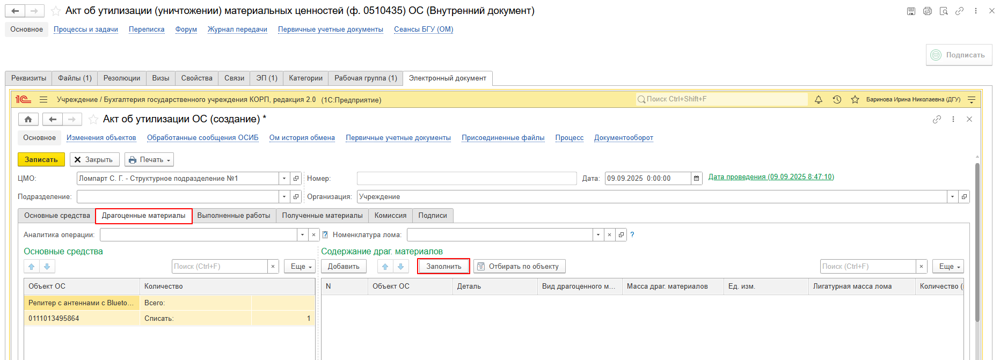 Акт об утилизации (уничтожении) материальных ценностей (ф. 0510435) ОС (Внутренний документ)
Основное Процессы и задачи Переписка Форум Журнал передачи Первичные учетные документы Сеансы БГУ (ОМ)
Подписать
Реквизиты Файлы (1) Резолюции Визы Свойства Связи ЭП (1) Категории Рабочая группа (1) Электронный документ
1С Учреждение / Бухгалтерия государственного учреждения КОРП, редакция 2.0 (1С:Предприятие) Поиск Ctrl+Shift+F Баринова Ирина Николаевна (ДГУ)
Акт об утилизации ОС (создание) *
Основное Изменения объектов Обработанные сообщения ОСИБ Ом история обмена Первичные учетные документы Присоединенные файлы Процесс Документооборот
Записать Закрыть Печать
ЦМО: Ломпарт С. Г. - Структурное подразделение №1 Номер: Дата: 09.09.2025 0:00:00 Дата проведения (09.09.2025 8:47:10)
Подразделение: Организация: Учреждение
Основные средства Драгоценные материалы Выполненные работы Полученные материалы Комиссия Подписи
Аналитика операции: ? Номенклатура лома: ?
Основные средства Содержание драг. материалов
Поиск (Ctrl+F) Еще Добавить Заполнить Отбирать по объекту Поиск (Ctrl+F) Еще
Объект ОС Количество N Объект ОС Деталь Вид драгоценного м... Масса драг. материалов Ед. изм. Лигатурная масса лома Количество (
Репитер с антеннами с Blueto... Всего:
0111013495864 Списать: 1